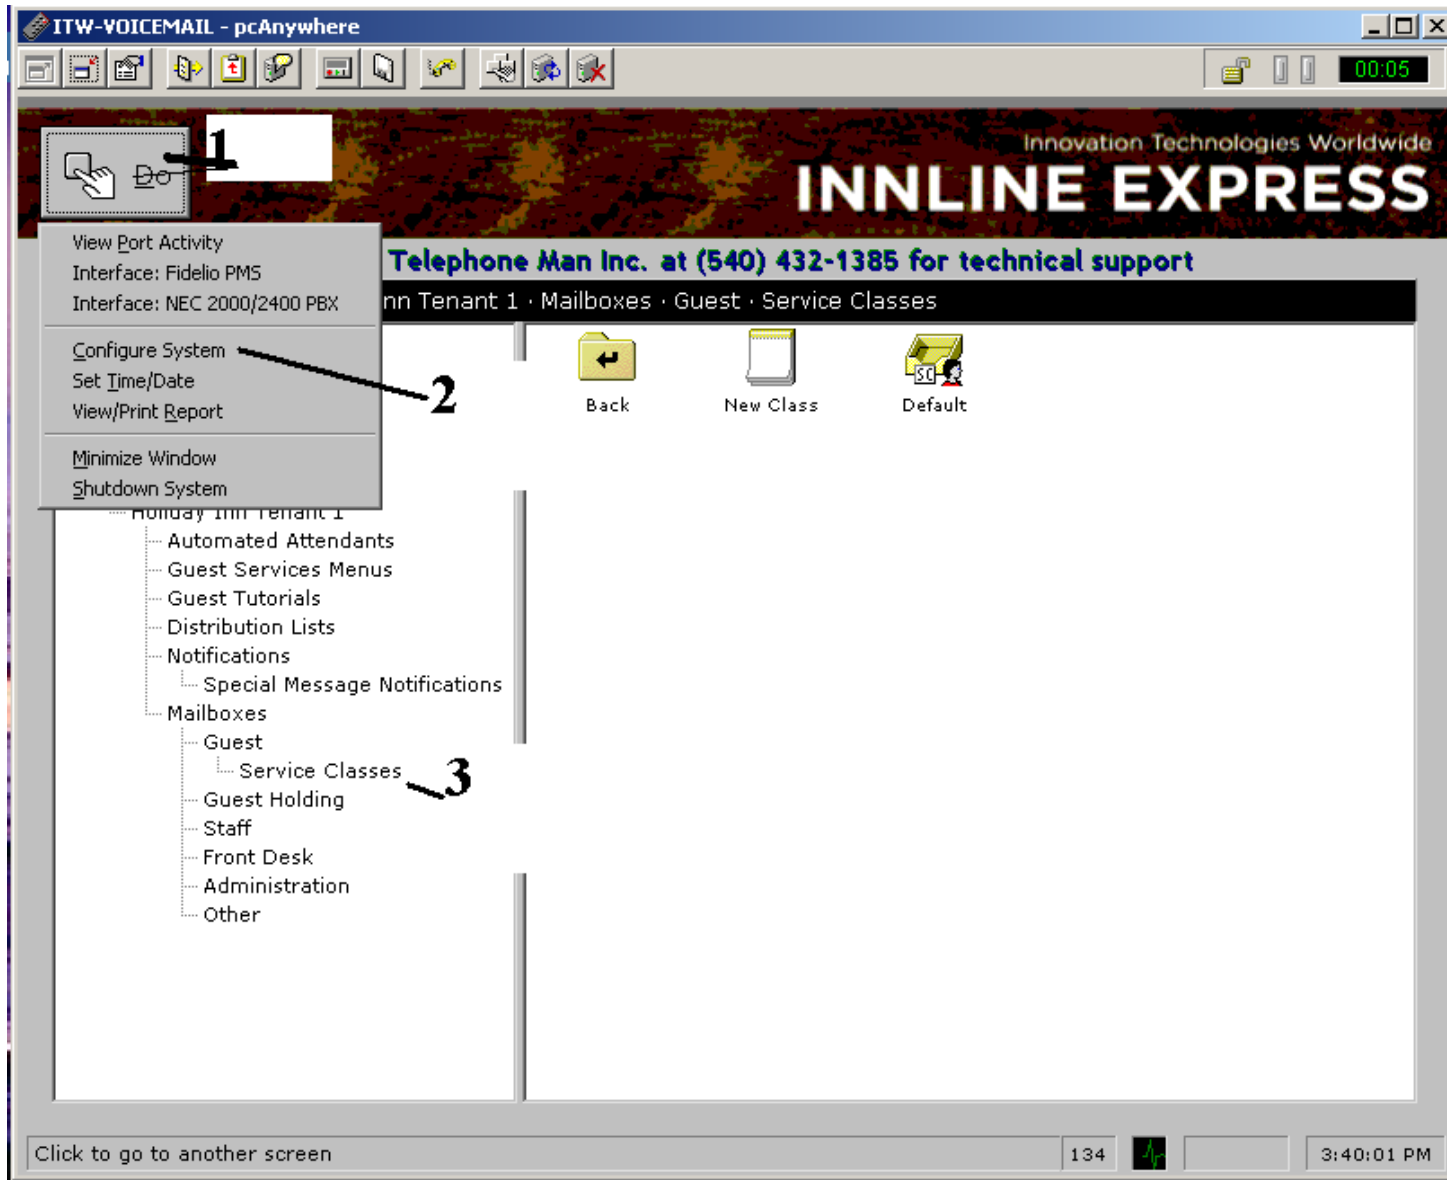 ITW-VOICEMAIL - pcAnywhere
00:05
Do
1
Innovation Technologies Worldwide
INNLINE EXPRESS
Telephone Man Inc. at (540) 432-1385 for technical support
View Port Activity
Interface: Fidelio PMS
Interface: NEC 2000/2400 PBX
Configure System
2
Set Time/Date
View/Print Report
Minimize Window
Shutdown System
nn Tenant 1 · Mailboxes · Guest · Service Classes
Back
New Class
SC
Default
Holiday Inn Tenant 1
Automated Attendants
Guest Services Menus
Guest Tutorials
Distribution Lists
Notifications
Special Message Notifications
Mailboxes
Guest
Service Classes
3
Guest Holding
Staff
Front Desk
Administration
Other
Click to go to another screen
134
3:40:01 PM